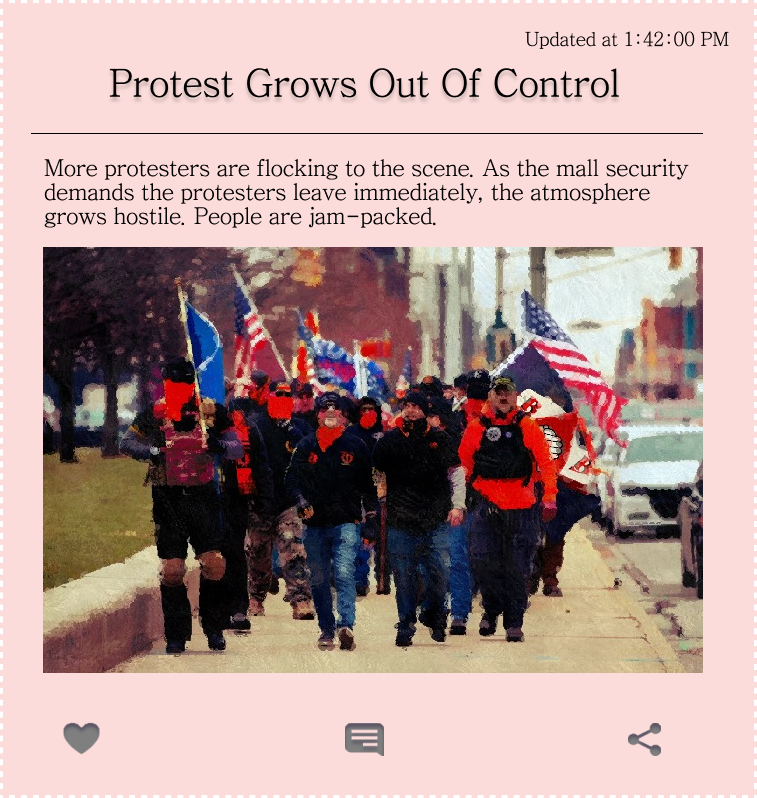 Updated at 1:42:00 PM
Protest Grows Out Of Control
More protesters are flocking to the scene. As the mall security
demands the protesters leave immediately, the atmosphere
grows hostile. People are jam-packed.